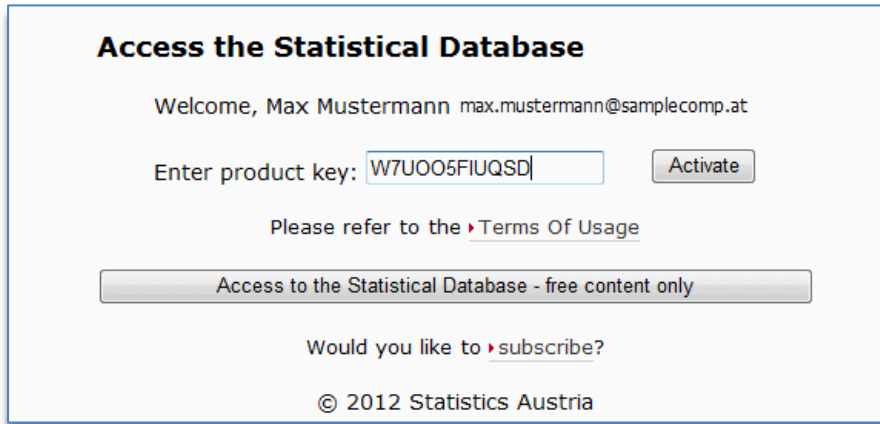 Access the Statistical Database
Welcome, Max Mustermann max.mustermann@samplecomp.at
Enter product key: W7UOO5FIUQSD Activate
Please refer to the Terms Of Usage
Access to the Statistical Database - free content only
Would you like to subscribe?
© 2012 Statistics Austria